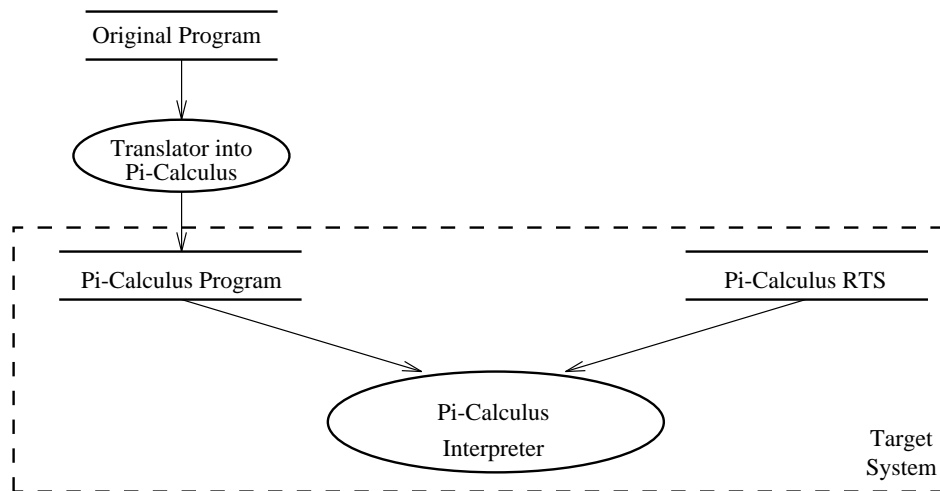 Original Program
Translator into
Pi-Calculus
Pi-Calculus Program
Pi-Calculus RTS
Pi-Calculus
Interpreter
Target
System